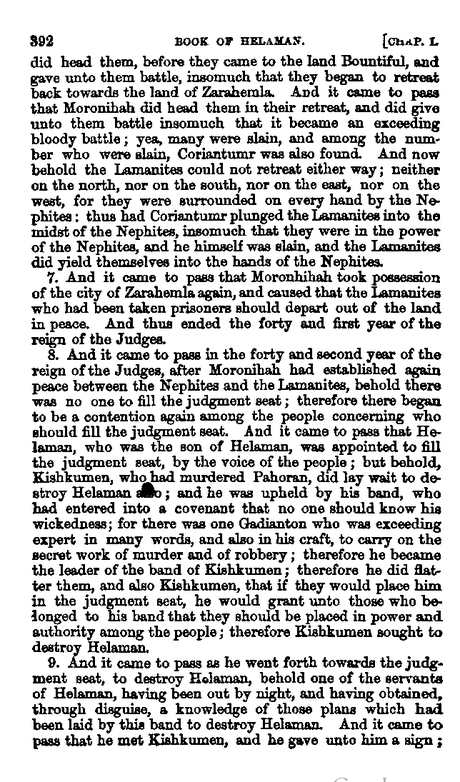 392 BOOK OF HELAMAN. [CHAP. I.
did head them, before they came to the land Bountiful, and
gave unto them battle, insomuch that they began to retreat
back towards the land of Zarahemla. And it came to pass
that Moronihah did head them in their retreat, and did give
unto them battle insomuch that it became an exceeding
bloody battle; yea, many were slain, and among the num-
ber who were slain, Coriantumr was also found. And now
behold the Lamanites could not retreat either way; neither
on the north, nor on the south, nor on the east, nor on the
west, for they were surrounded on every hand by the Ne-
phites: thus had Coriantumr plunged the Lamanites into the
midst of the Nephites, insomuch that they were in the power
of the Nephites, and he himself was slain, and the Lamanites
did yield themselves into the hands of the Nephites.
7. And it came to pass that Moronhihah took possession
of the city of Zarahemla again, and caused that the Lamanites
who had been taken prisoners should depart out of the land
in peace. And thus ended the forty and first year of the
reign of the Judges.
8. And it came to pass in the forty and second year of the
reign of the Judges, after Moronihah had established again
peace between the Nephites and the Lamanites, behold there
was no one to fill the judgment seat; therefore there began
to be a contention again among the people concerning who
should fill the judgment seat. And it came to pass that He-
laman, who was the son of Helaman, was appointed to fill
the judgment seat, by the voice of the people; but behold,
Kishkumen, who had murdered Pahoran, did lay wait to de-
stroy Helaman ; and he was upheld by his band, who
had entered into a covenant that no one should know his
wickedness; for there was one Gadianton who was exceeding
expert in many words, and also in his craft, to carry on the
secret work of murder and of robbery; therefore he became
the leader of the band of Kishkumen; therefore he did flat-
ter them, and also Kishkumen, that if they would place him
in the judgment seat, he would grant unto those who be-
longed to his band that they should be placed in power and
authority among the people; therefore Kishkumen sought to
destroy Helaman.
9. And it came to pass as he went forth towards the judg-
ment seat, to destroy Helaman, behold one of the servants
of Helaman, having been out by night, and having obtained,
through disguise, a knowledge of those plans which had
been laid by this band to destroy Helaman. And it came to
pass that he met Kishkumen, and he gave unto him a sign;